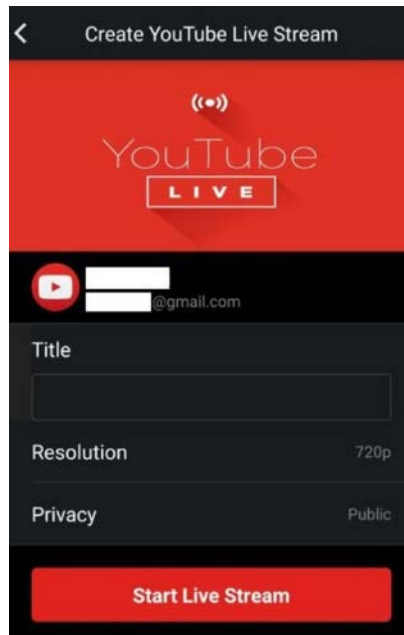 Create YouTube Live Stream
YouTube
LIVE
@gmail.com
Title
Resolution 720p
Privacy Public
Start Live Stream